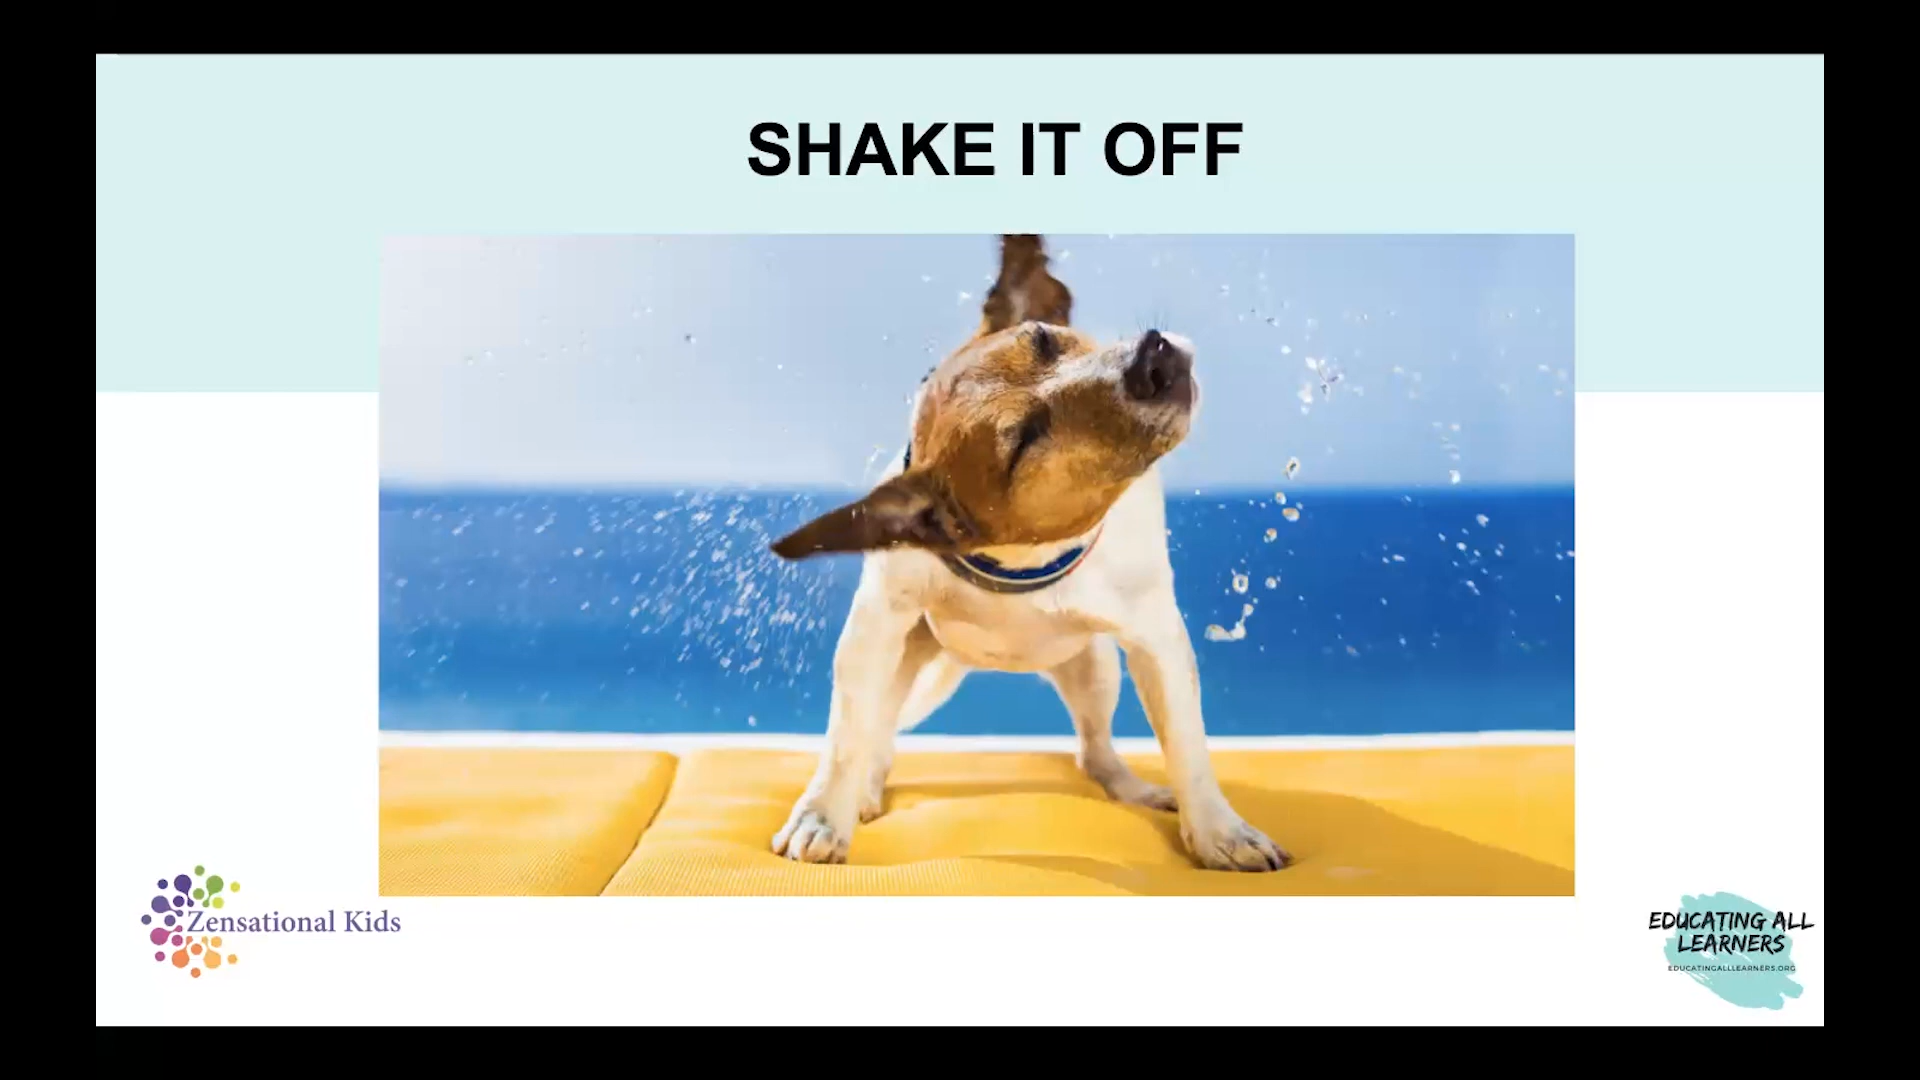 SHAKE IT OFF
Zensational Kids
EDUCATING ALL
LEARNERS
EDUCATINGALLLEARNERS.ORG